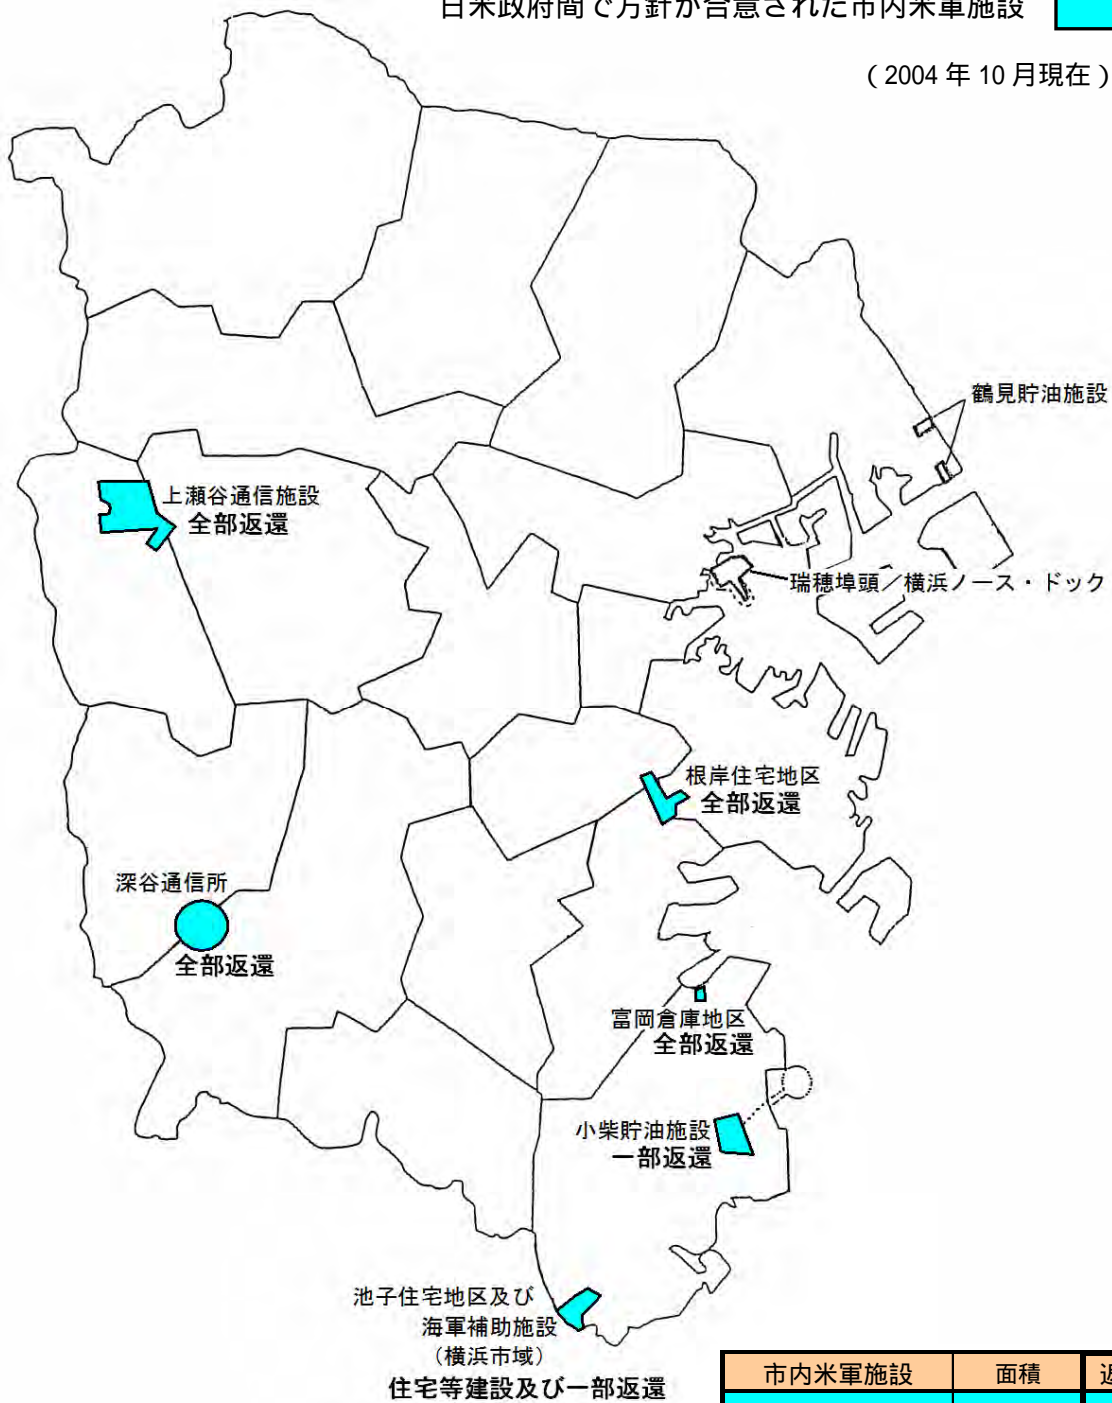 日米政府間で方針が合意された市内米軍施設
（2004 年 10 月現在）
鶴見貯油施設
上瀬谷通信施設
全部返還
瑞穂埠頭／横浜ノース・ドック
根岸住宅地区
全部返還
深谷通信所
全部返還
富岡倉庫地区
全部返還
小柴貯油施設
一部返還
池子住宅地区及び
海軍補助施設
（横浜市域）
住宅等建設及び一部返還
市内米軍施設 面積 返